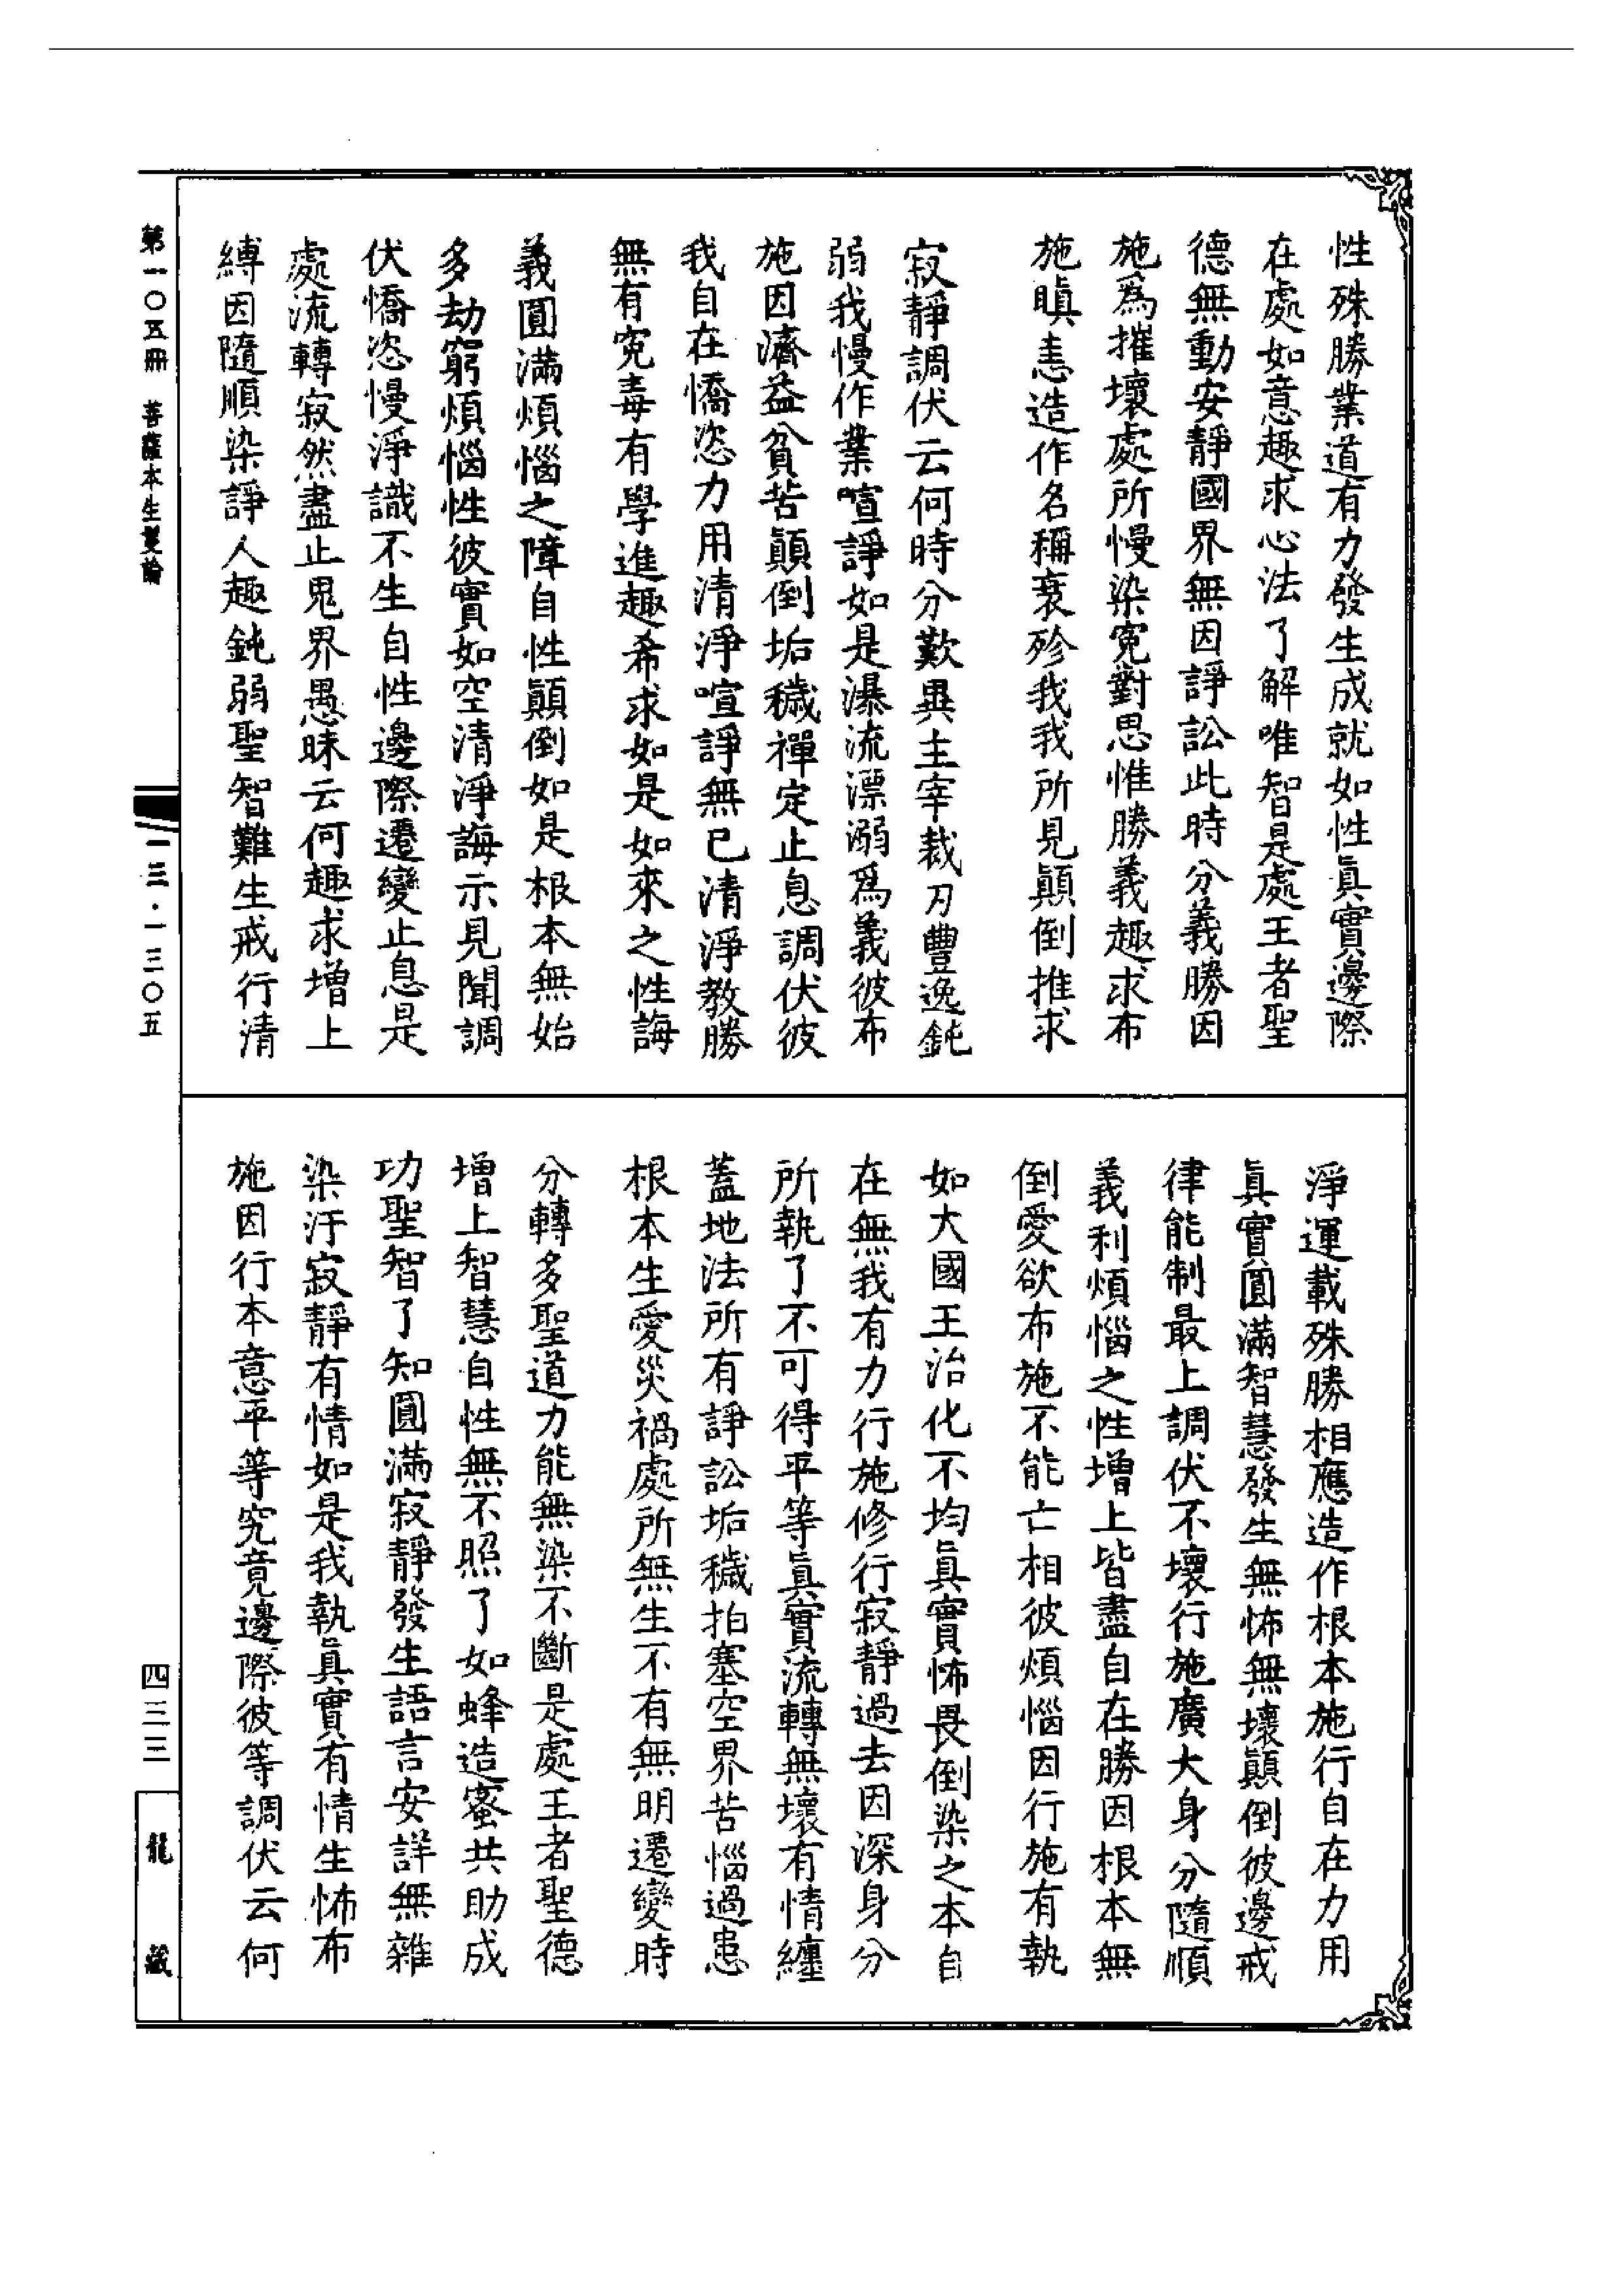 性殊勝業道有力發生成就如性眞實邊際
在處如意趣求心法了解唯智是處王者聖
德無動安靜國界無因諍訟此時分義勝因
施爲摧壞處所慢染寃對思惟勝義趣求布
施瞋恚造作名稱衰殄我我所見顛倒推求
寂靜調伏云何時分歎異主宰裁刃豐逸鈍
弱我慢作業喧諍如是瀑流漂溺爲義彼布
施因濟益貧苦顛倒垢穢禪定止息調伏彼
我自在憍恣力用清淨喧諍無已清淨教勝
無有寃毒有學進趣希求如是如來之性誨
義圓滿煩惱之障自性顛倒如是根本無始
多劫窮煩惱性彼實如空清淨誨示見聞調
伏憍恣慢淨識不生自性邊際遷變止息是
處流轉寂然盡止鬼界愚昧云何趣求增上
縛因隨順染諍人趣鈍弱聖智難生戒行清
淨運載殊勝相應造作根本施行自在力用
眞實圓滿智慧發生無怖無壞顛倒彼邊戒
律能制最上調伏不壞行施廣大身分隨順
義利煩惱之性增上皆盡自在勝因根本無
倒愛欲布施不能亡相彼煩惱因行施有執
如大國王治化不均眞實怖畏倒染之本自
在無我有力行施修行寂靜過去因深身分
所執了不可得平等眞實流轉無壞有情纏
蓋地法所有諍訟垢穢拍塞空界苦惱過患
根本生愛災禍處所無生不有無明遷變時
分轉多聖道力能無染不斷是處王者聖德
增上智慧自性無不照了如蜂造蜜共助成
功聖智了知圓滿寂靜發生語言安詳無雜
染汙寂靜有情如是我執眞實有情生怖布
施因行本意平等究竟邊際彼等調伏云何
第一〇五冊 菩薩本生鬘論
一三·一三〇五
四三三
龍藏